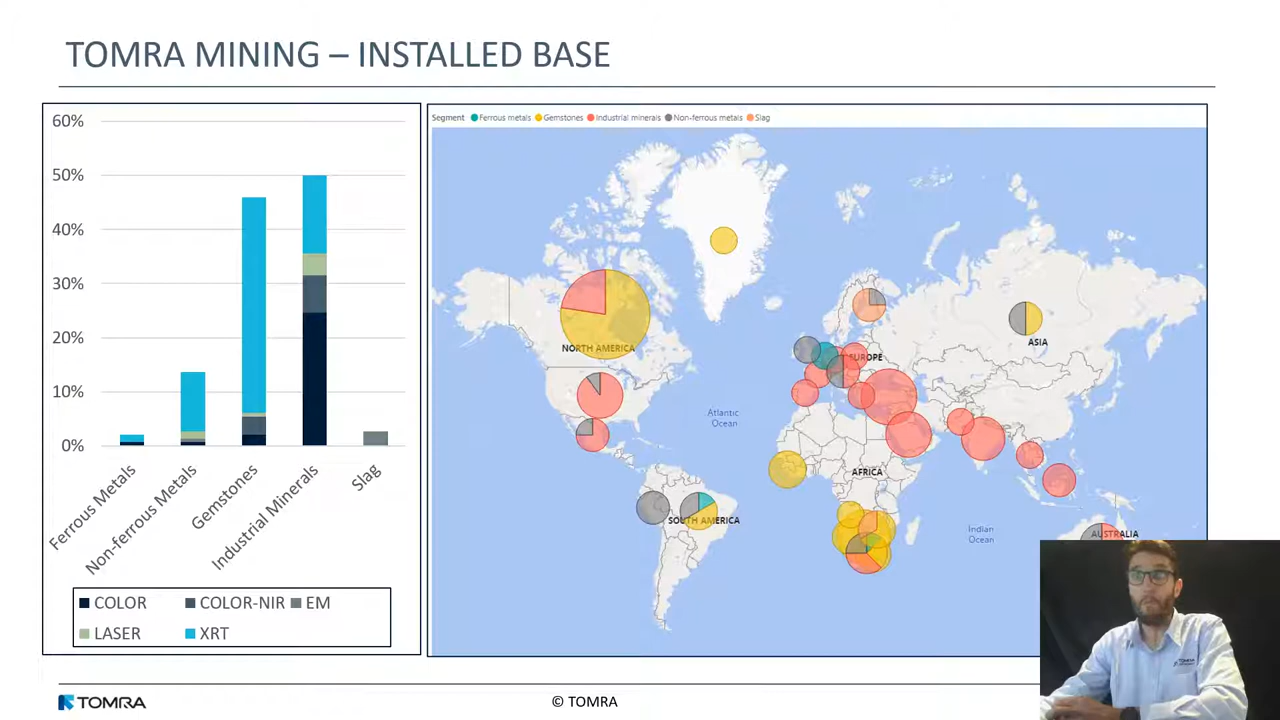 TOMRA MINING – INSTALLED BASE
60%
50%
40%
30%
20%
10%
0%
Ferrous Metals
Non-ferrous Metals
Gemstones
Industrial Minerals
Slag
COLOR
COLOR-NIR
EM
LASER
XRT
Segment Ferrous metals Gemstones Industrial minerals Non-ferrous metals Slag
NORTH AMERICA
EUROPE
ASIA
Atlantic
Ocean
AFRICA
SOUTH AMERICA
Indian
Ocean
AUSTRALIA
TOMRA
© TOMRA